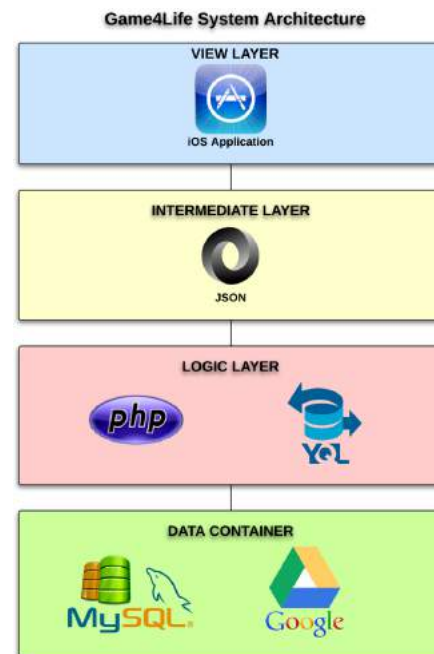 Game4Life System Architecture
VIEW LAYER
iOS Application
INTERMEDIATE LAYER
JSON
LOGIC LAYER
php
YQL
DATA CONTAINER
MySQL
Google